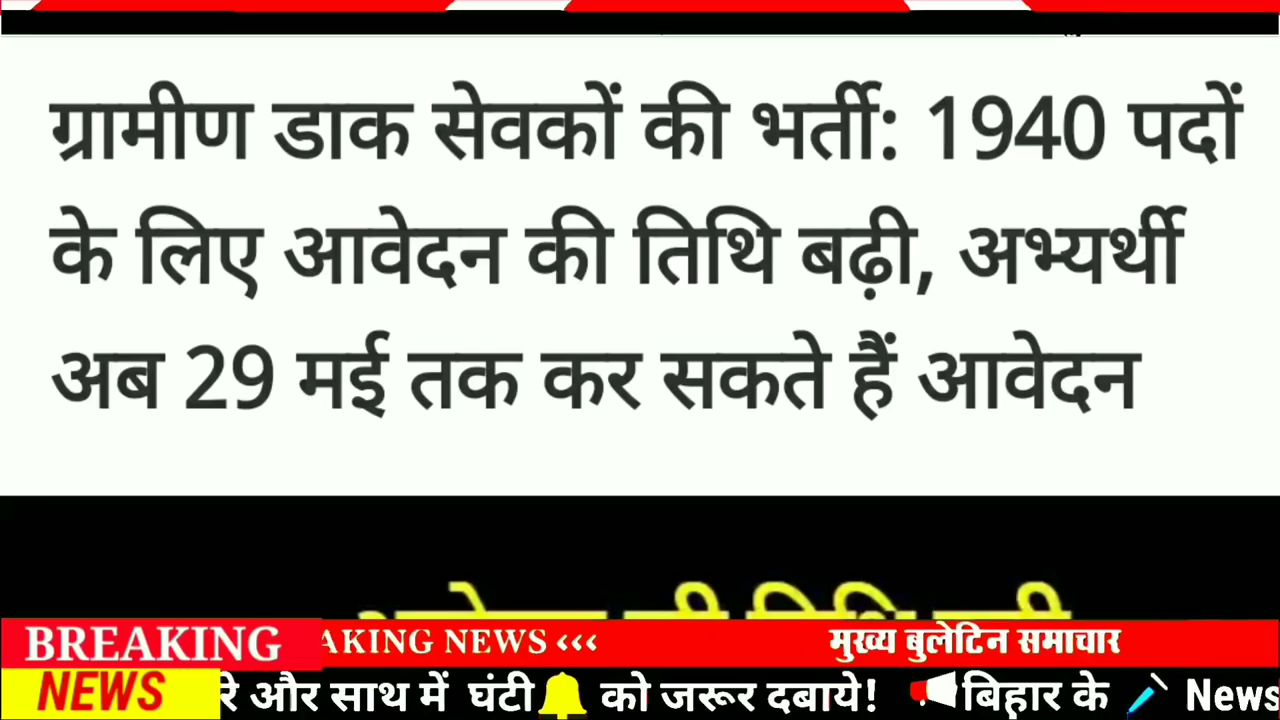 ग्रामीण डाक सेवकों की भर्ती: 1940 पदों
के लिए आवेदन की तिथि बढ़ी, अभ्यर्थी
अब 29 मई तक कर सकते हैं आवेदन
की तिथि
BREAKING
AKING NEWS ‹‹‹
मुख्य बुलेटिन समाचार
NEWS
रे और साथ में घंटी🔔 को जरूर दबाये! 📢बिहार के News